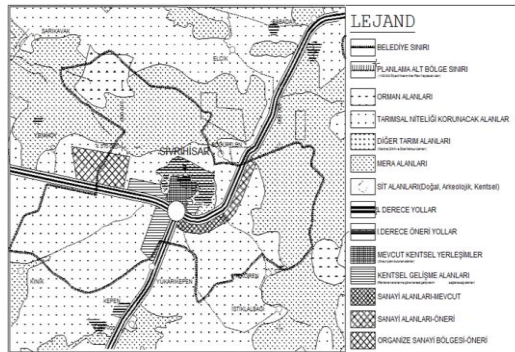 LEJAND
BELEDİYE SINIRI
PLANLAMA ALT BÖLGE SINIRI
ORMAN ALANLARI
TARIMSAL NİTELİĞİ KORUNACAK ALANLAR
DİĞER TARIM ALANLARI
MERA ALANLARI
SİT ALANLARI(Doğal, Arkeolojik, Kentsel)
I. DERECE YOLLAR
I.DERECE ÖNERİ YOLLAR
MEVCUT KENTSEL YERLEŞİMLER
KENTSEL GELİŞME ALANLARI
SANAYİ ALANLARI-MEVCUT
SANAYİ ALANLARI-ÖNERİ
ORGANİZE SANAYİ BÖLGESİ-ÖNERİ
SARIKAVAK
BABADAT
ELCİK
SİVRİHİSAR
KINIK
YUKARIKEPEN
KEPEN
İSTİKLALBAĞI